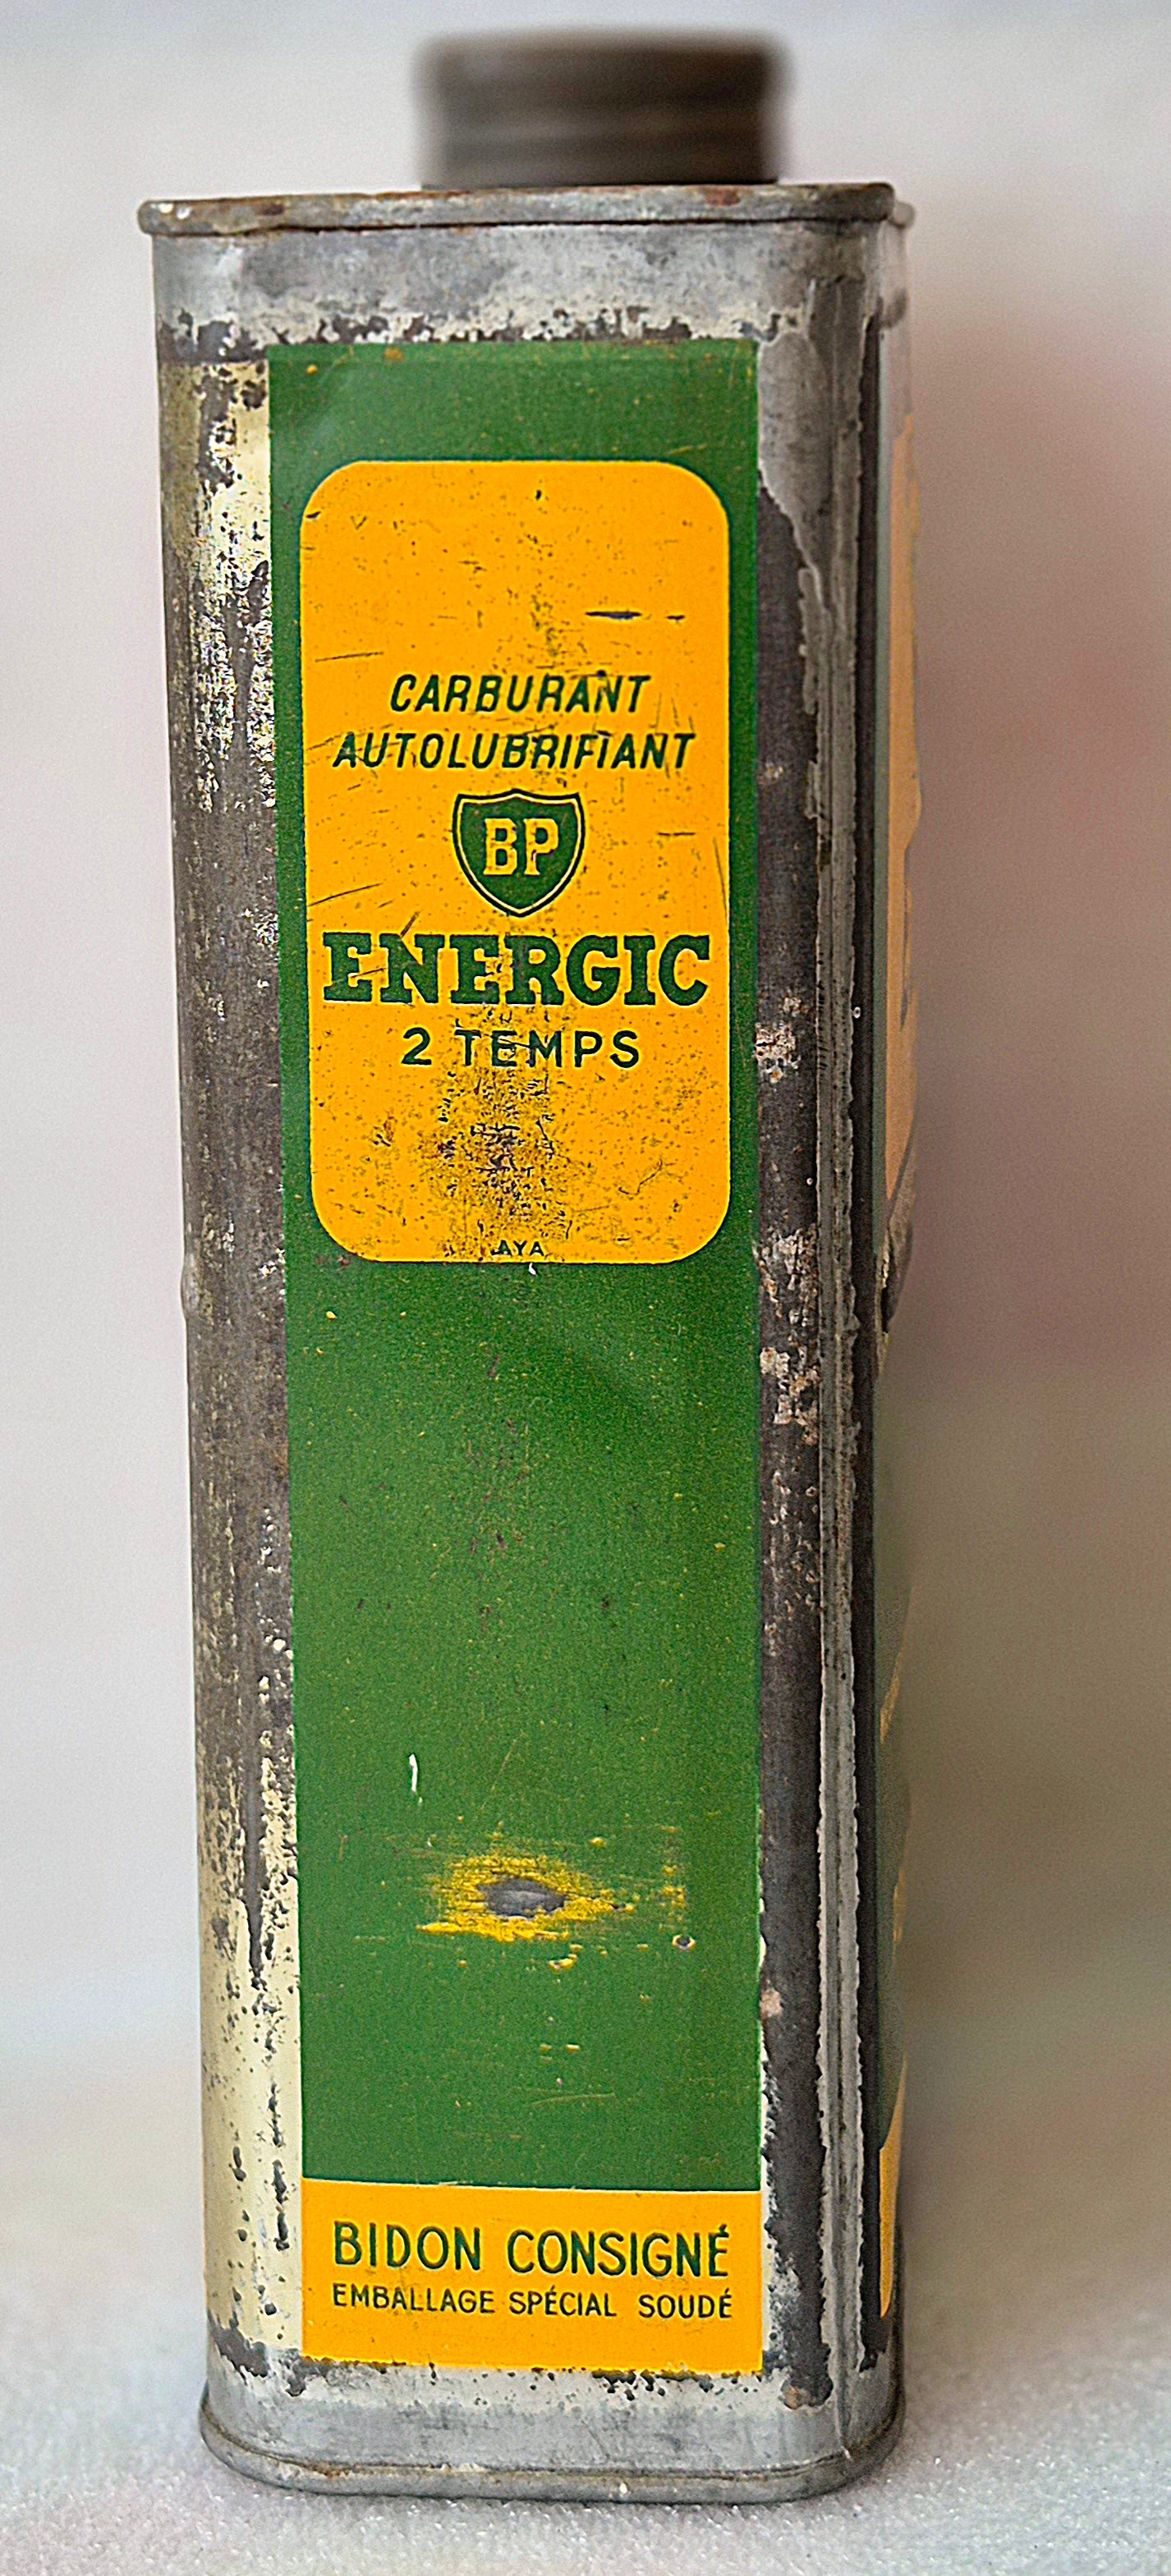 CARBURANT
AUTOLUBRIFIANT
BP
ENERGIC
2 TEMPS
AYA
BIDON CONSIGNÉ
EMBALLAGE SPÉCIAL SOUDÉ